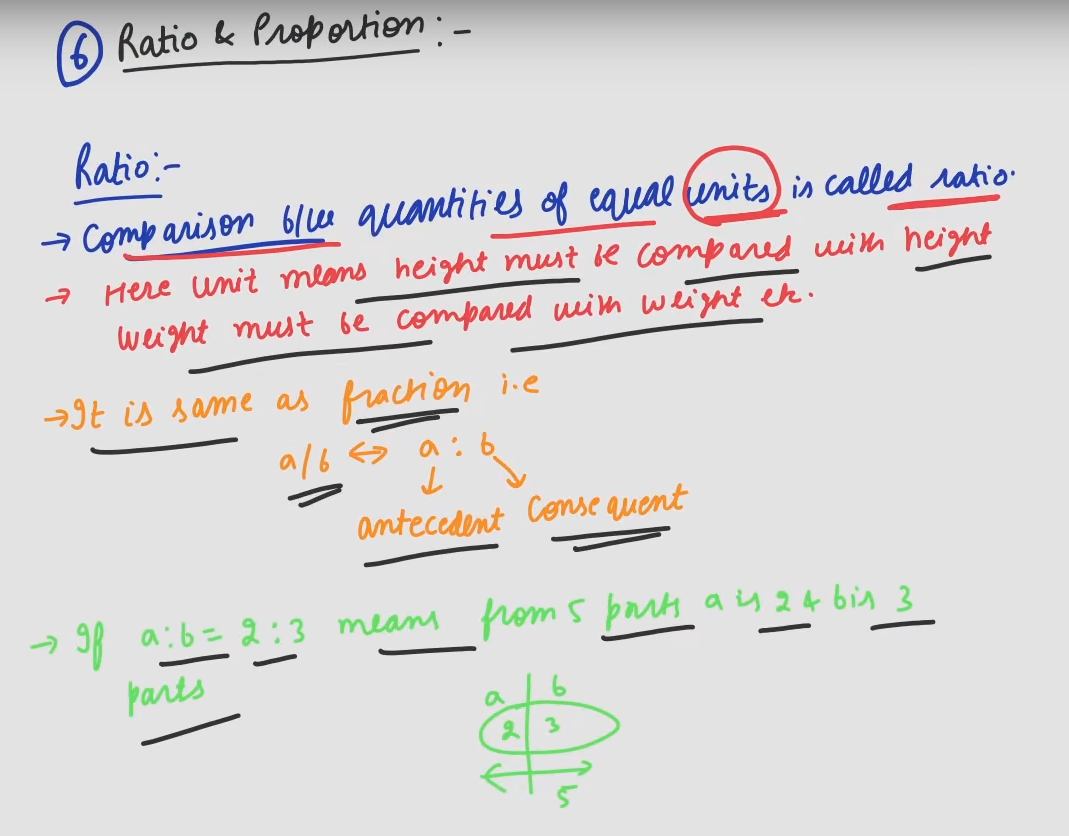 6 Ratio & Proportion:-
Ratio:-
→ Comparison b/w quantities of equal units is called ratio.
→ Here unit means height must be compared with height
weight must be compared with weight etc.
→ It is same as fraction i.e
a/b ↔ a : b
antecedent Consequent
→ If a:b = 2:3 means from 5 parts a is 2 & b is 3
parts
a b
2 3
5